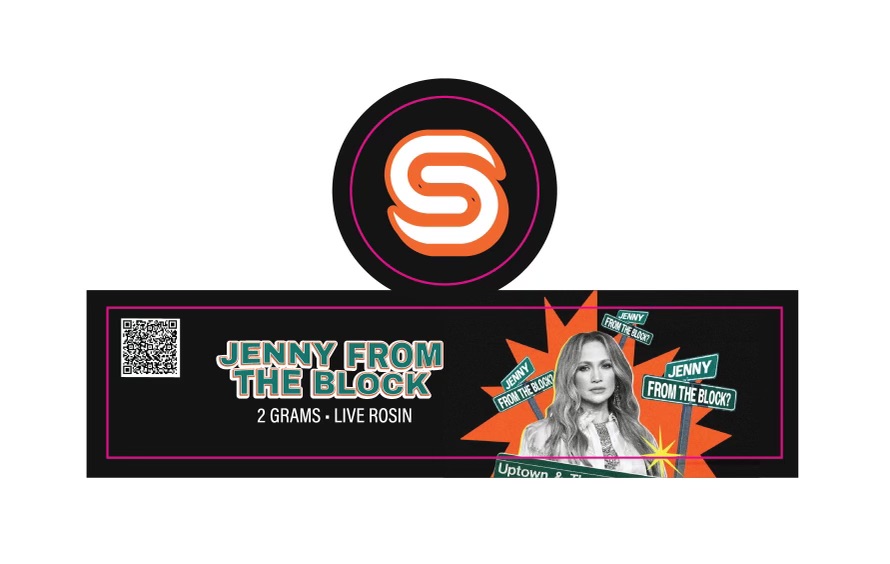 S
JENNY FROM
THE BLOCK
2 GRAMS • LIVE ROSIN
JENNY
FROM THE BLOCK?
JENNY
FROM THE BLOCK?
JENNY
FROM THE BLOCK?
Uptown & Th